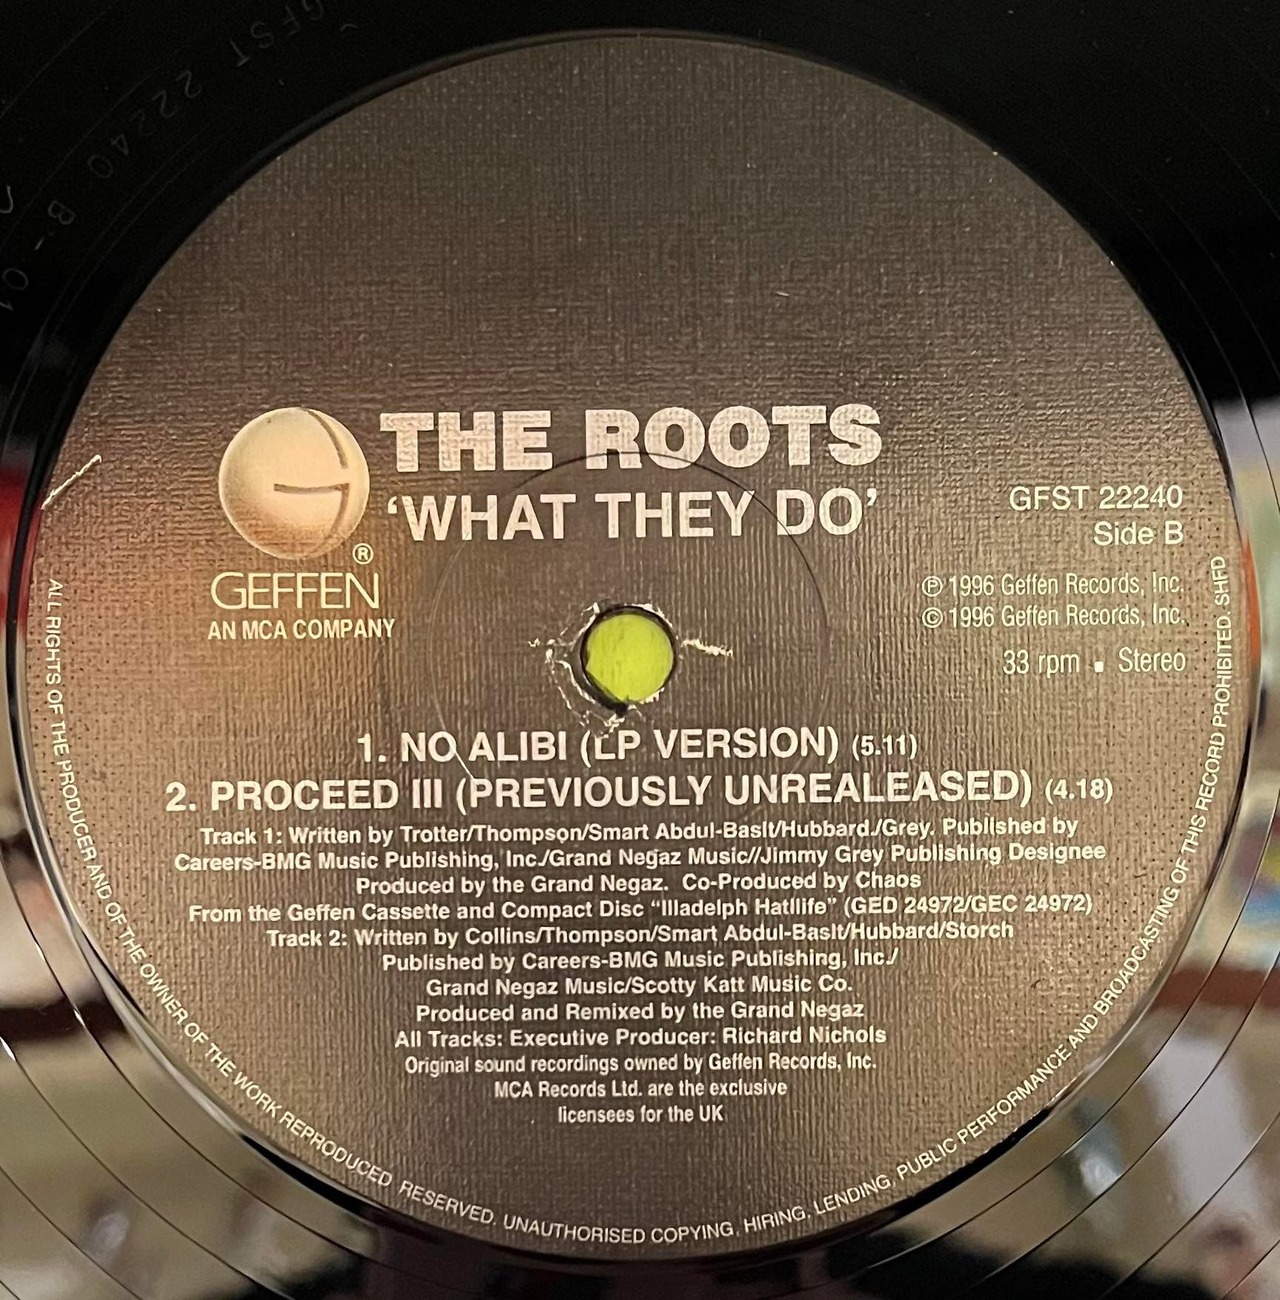 GFST 22240 B-01
THE ROOTS
‘WHAT THEY DO’
®
GEFFEN
AN MCA COMPANY
GFST 22240
Side B
℗ 1996 Geffen Records, Inc.
© 1996 Geffen Records, Inc.
33 rpm ▪ Stereo
1. NO ALIBI (LP VERSION) (5.11)
2. PROCEED III (PREVIOUSLY UNREALEASED) (4.18)
Track 1: Written by Trotter/Thompson/Smart Abdul-Basit/Hubbard./Grey. Published by
Careers-BMG Music Publishing, Inc./Grand Negaz Music//Jimmy Grey Publishing Designee
Produced by the Grand Negaz. Co-Produced by Chaos
From the Geffen Cassette and Compact Disc “Illadelph Hatllife” (GED 24972/GEC 24972)
Track 2: Written by Collins/Thompson/Smart Abdul-Basit/Hubbard/Storch
Published by Careers-BMG Music Publishing, Inc./
Grand Negaz Music/Scotty Katt Music Co.
Produced and Remixed by the Grand Negaz
All Tracks: Executive Producer: Richard Nichols
Original sound recordings owned by Geffen Records, Inc.
MCA Records Ltd. are the exclusive
licensees for the UK
ALL RIGHTS OF THE PRODUCER AND OF THE OWNER OF THE WORK REPRODUCED RESERVED. UNAUTHORISED COPYING, HIRING, LENDING, PUBLIC PERFORMANCE AND BROADCASTING OF THIS RECORD PROHIBITED. SHFD